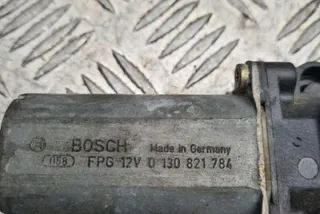 BOSCH Made in Germany
FPG 12V 0 130 821 784